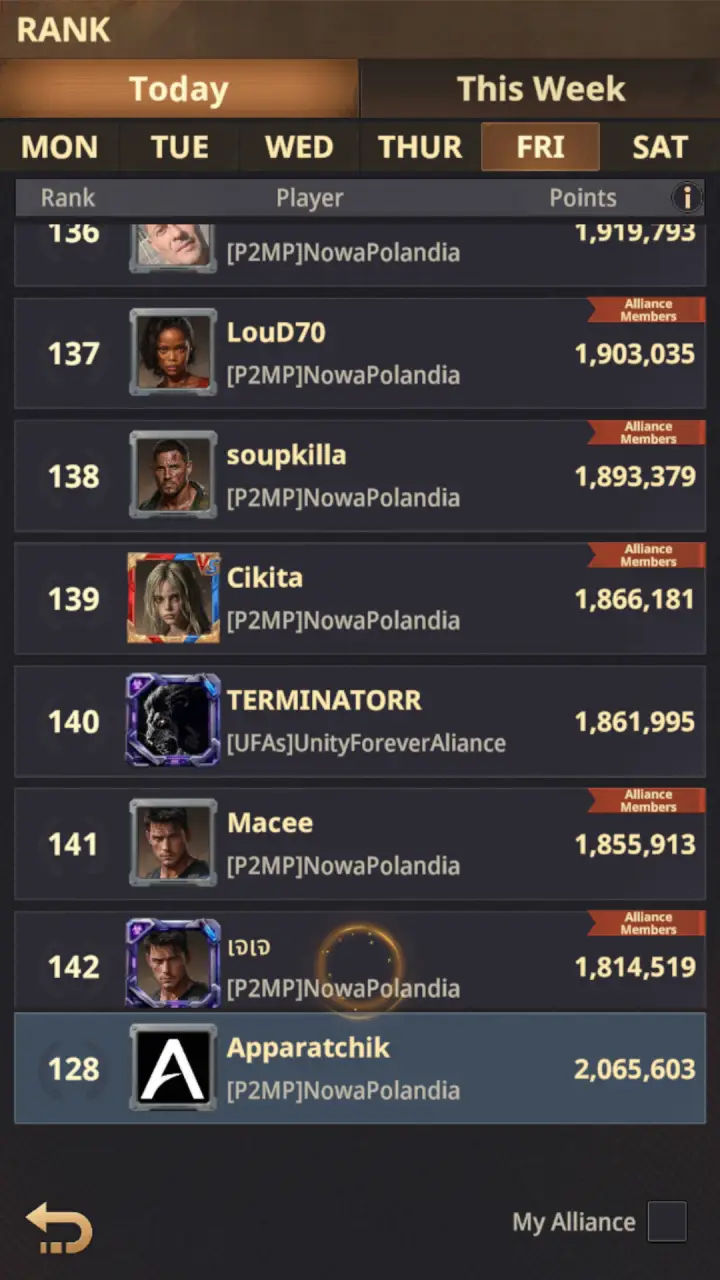 RANK
Today
This Week
MON
TUE
WED
THUR
FRI
SAT
Rank
Player
Points
136
[P2MP]NowaPolandia
1,919,793
137
LouD70
[P2MP]NowaPolandia
Alliance
Members
1,903,035
138
soupkilla
[P2MP]NowaPolandia
Alliance
Members
1,893,379
139
Cikita
[P2MP]NowaPolandia
Alliance
Members
1,866,181
140
TERMINATORR
[UFAs]UnityForeverAliance
1,861,995
141
Macee
[P2MP]NowaPolandia
Alliance
Members
1,855,913
142
เจเจ
[P2MP]NowaPolandia
Alliance
Members
1,814,519
128
Apparatchik
[P2MP]NowaPolandia
2,065,603
My Alliance